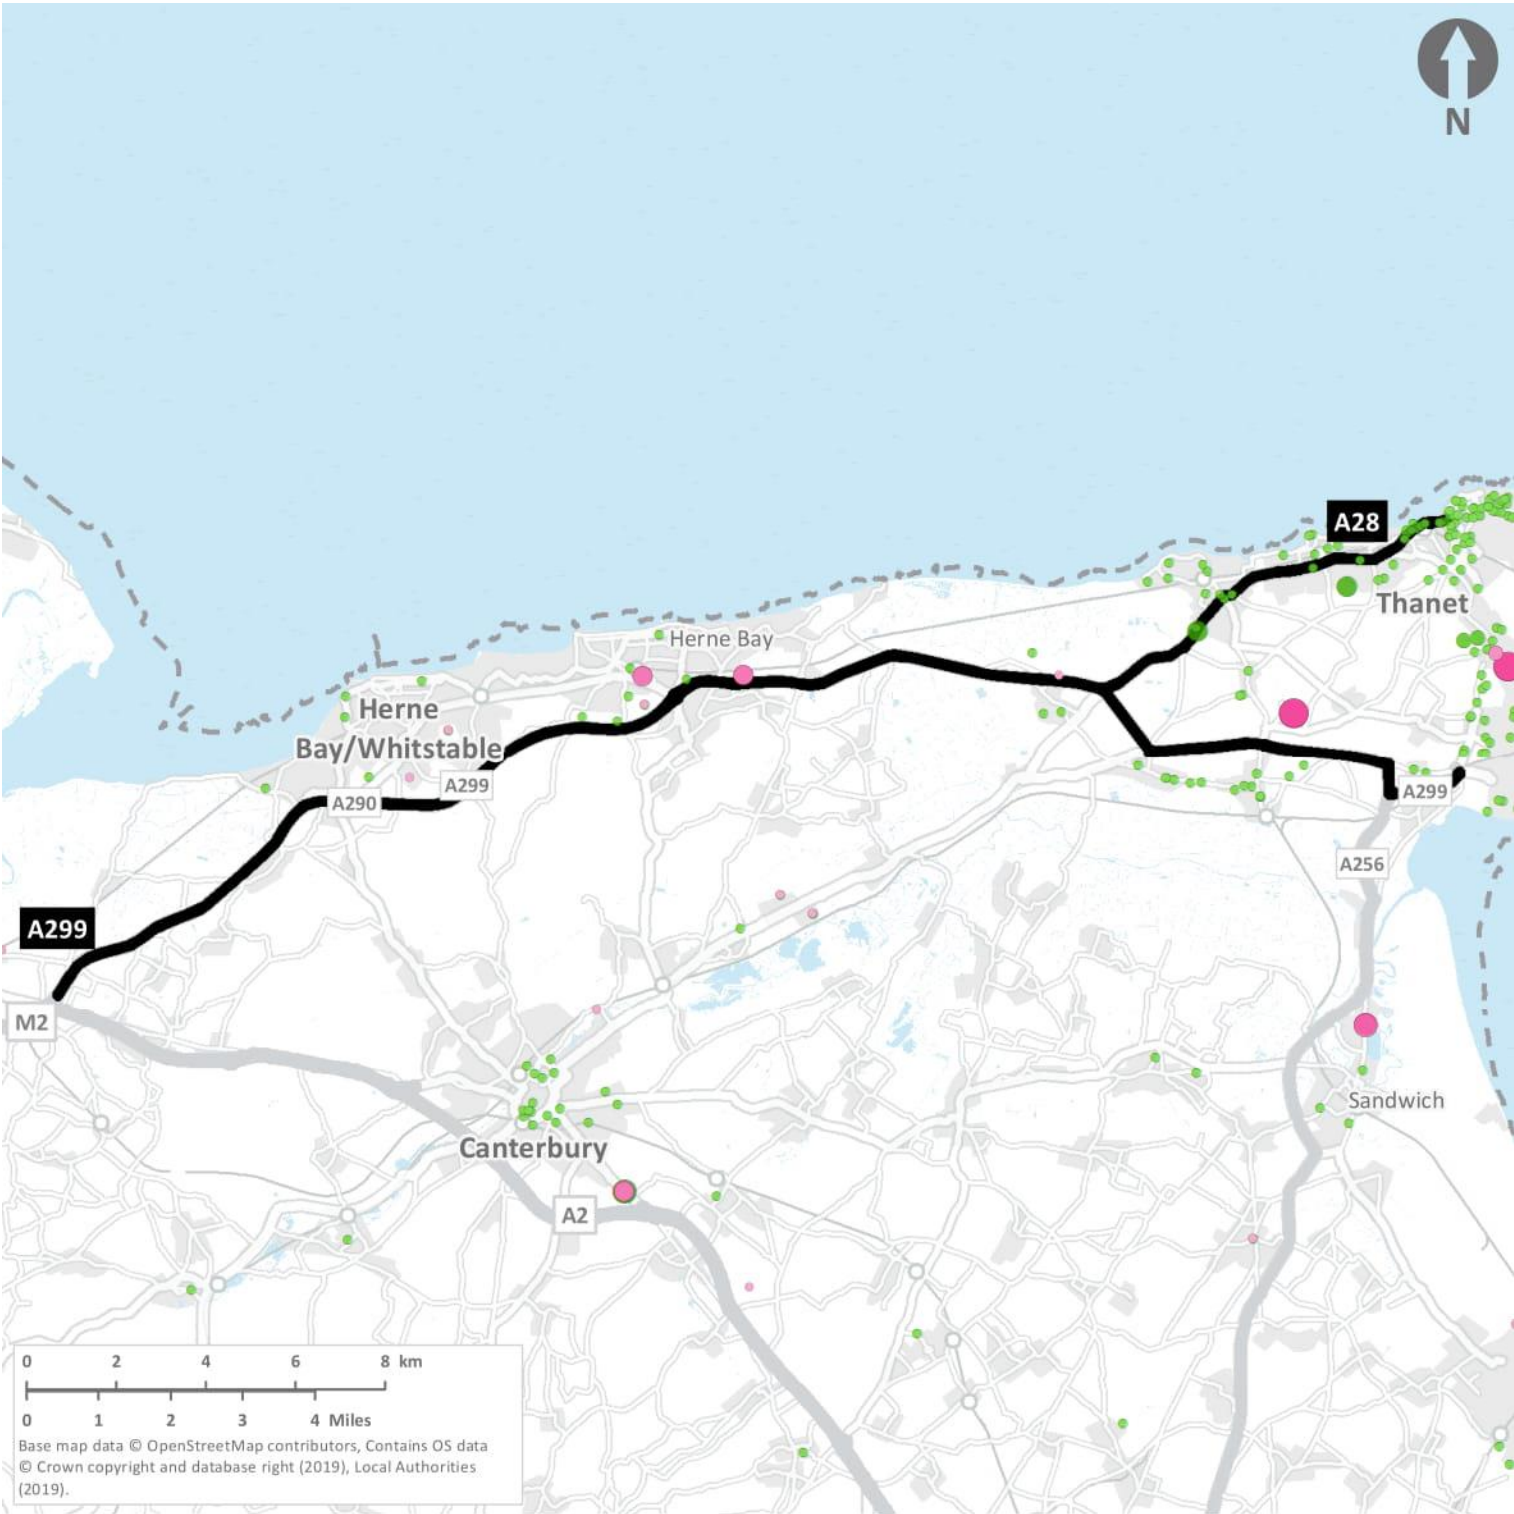 N
A28
Thanet
Herne Bay
Herne
Bay/Whitstable
A299
A290
A299
A256
A299
M2
Sandwich
Canterbury
A2
0 2 4 6 8 km
0 1 2 3 4 Miles
Base map data © OpenStreetMap contributors, Contains OS data
© Crown copyright and database right (2019), Local Authorities
(2019).